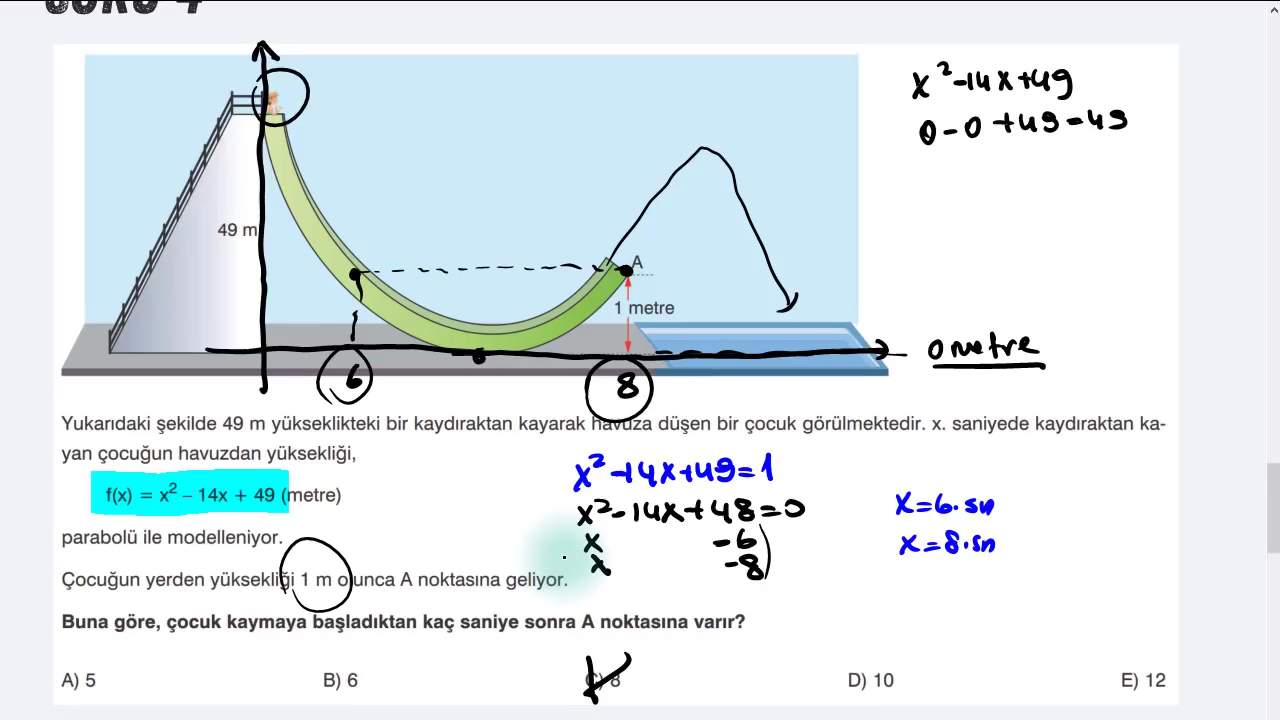 x² - 14x + 49
0 - 0 + 49 = 49
49 m
A
1 metre
0 metre
6
8
Yukarıdaki şekilde 49 m yükseklikteki bir kaydıraktan kayarak havuza düşen bir çocuk görülmektedir. x. saniyede kaydıraktan ka-
yan çocuğun havuzdan yüksekliği,
x² - 14x + 49 = 1
f(x) = x² – 14x + 49 (metre)
x² - 14x + 48 = 0
x = 6. sn
parabolü ile modelleniyor.
x -6
x = 8. sn
x -8
Çocuğun yerden yüksekliği 1 m olunca A noktasına geliyor.
Buna göre, çocuk kaymaya başladıktan kaç saniye sonra A noktasına varır?
A) 5 B) 6 C) 8 D) 10 E) 12